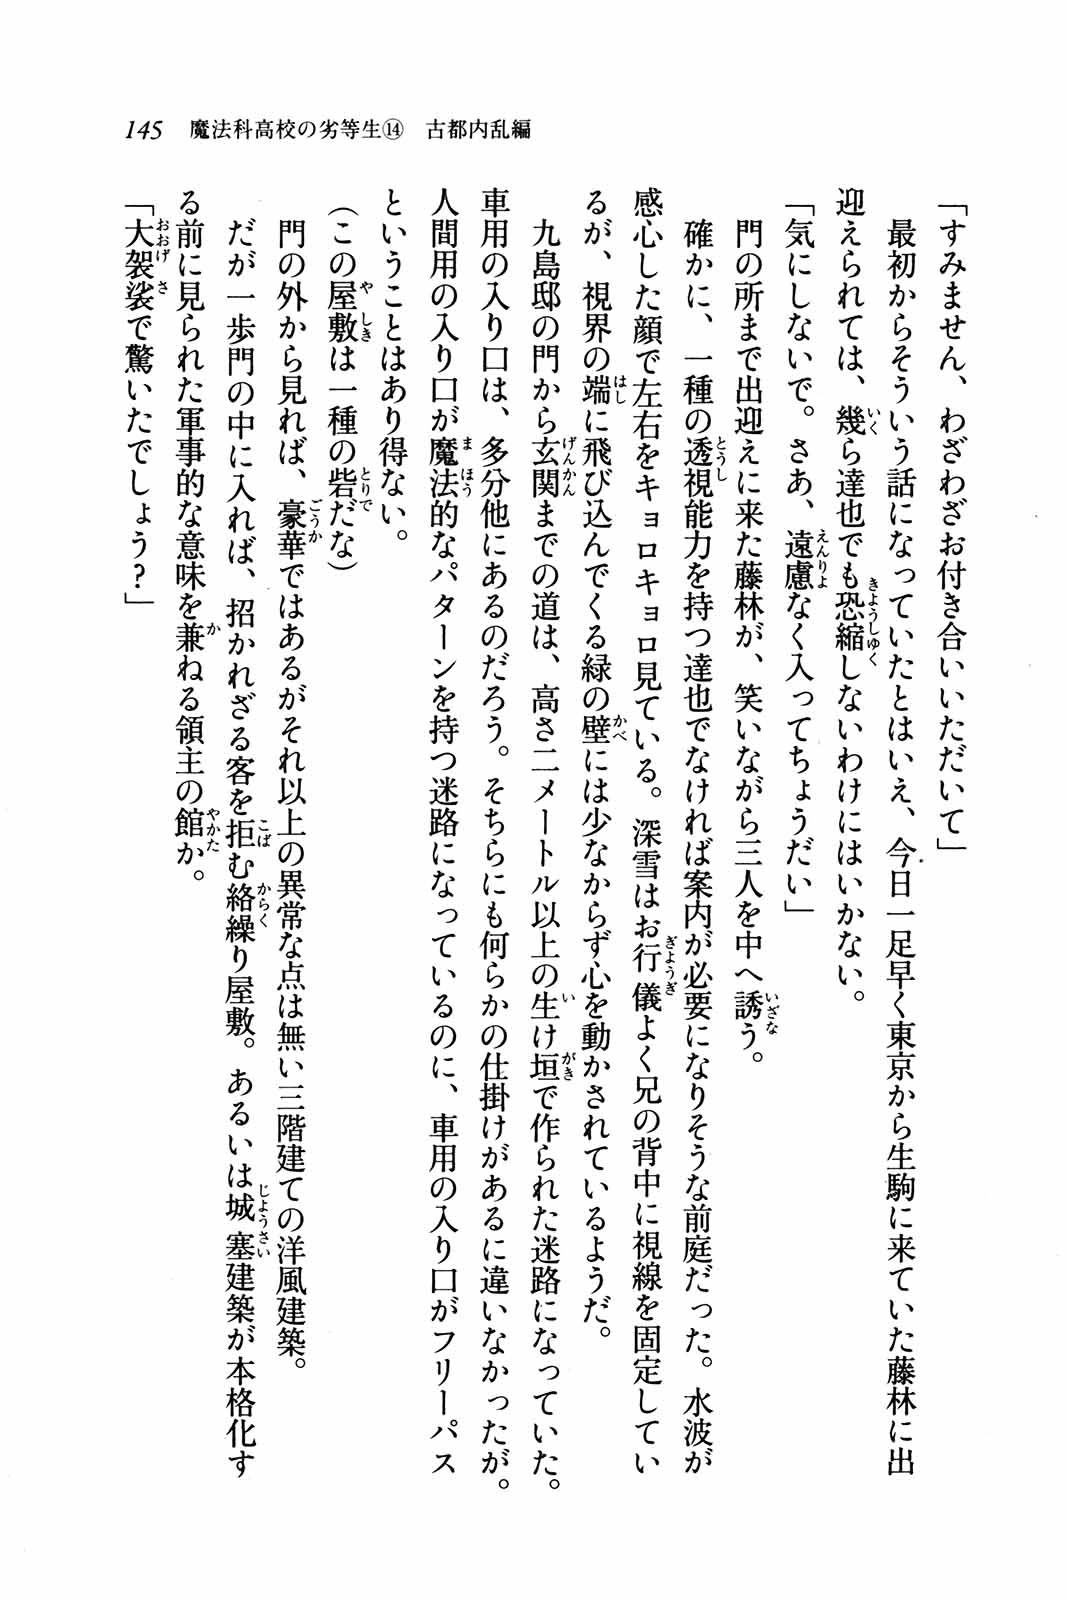 145 魔法科高校の劣等生⑭ 古都内乱編
「すみません、わざわざお付き合いいただいて」
最初からそういう話になっていたとはいえ、今日一足早く東京から生駒に来ていた藤林に出
迎えられては、幾ら達也でも恐縮しないわけにはいかない。
「気にしないで。さあ、遠慮なく入ってちょうだい」
門の所まで出迎えに来た藤林が、笑いながら三人を中へ誘う。
確かに、一種の透視能力を持つ達也でなければ案内が必要になりそうな前庭だった。水波が
感心した顔で左右をキョロキョロ見ている。深雪はお行儀よく兄の背中に視線を固定してい
るが、視界の端に飛び込んでくる緑の壁には少なからず心を動かされているようだ。
九島邸の門から玄関までの道は、高さ二メートル以上の生け垣で作られた迷路になっていた。
車用の入り口は、多分他にあるのだろう。そちらにも何らかの仕掛けがあるに違いなかったが。
人間用の入り口が魔法的なパターンを持つ迷路になっているのに、車用の入り口がフリーパス
ということはあり得ない。
（この屋敷は一種の砦だな）
門の外から見れば、豪華ではあるがそれ以上の異常な点は無い三階建ての洋風建築。
だが一歩門の中に入れば、招かれざる客を拒む絡繰り屋敷。あるいは城塞建築が本格化す
る前に見られた軍事的な意味を兼ねる領主の館か。
「大袈裟で驚いたでしょう？」